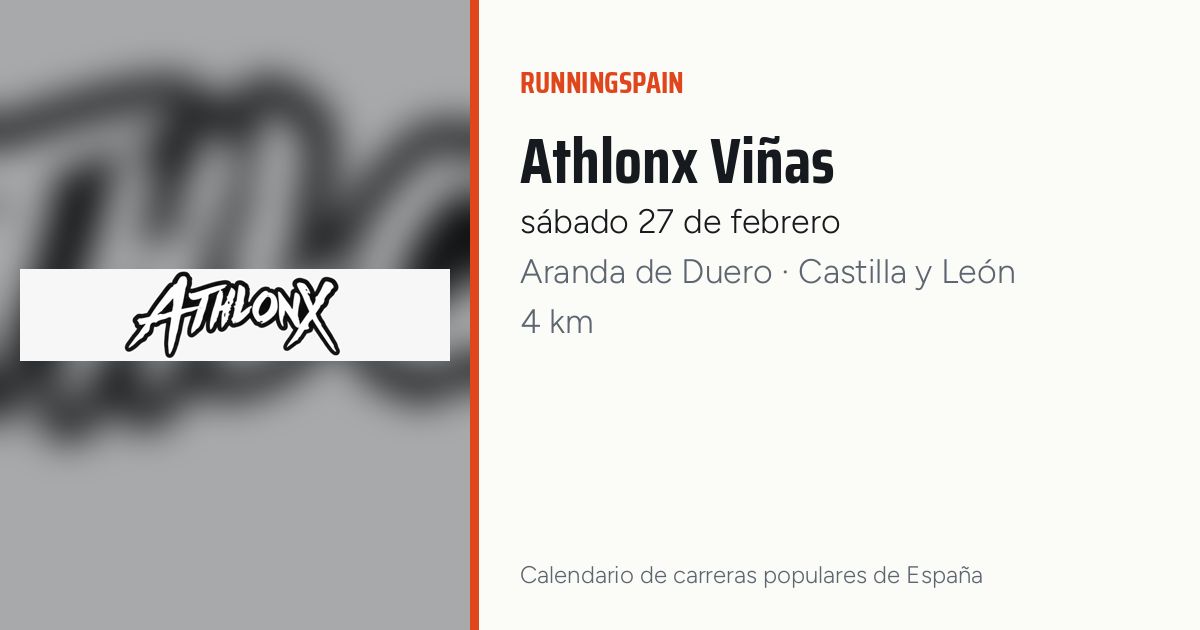 ATHLONX
RUNNINGSPAIN
Athlonx Viñas
sábado 27 de febrero
Aranda de Duero · Castilla y León
4 km
Calendario de carreras populares de España